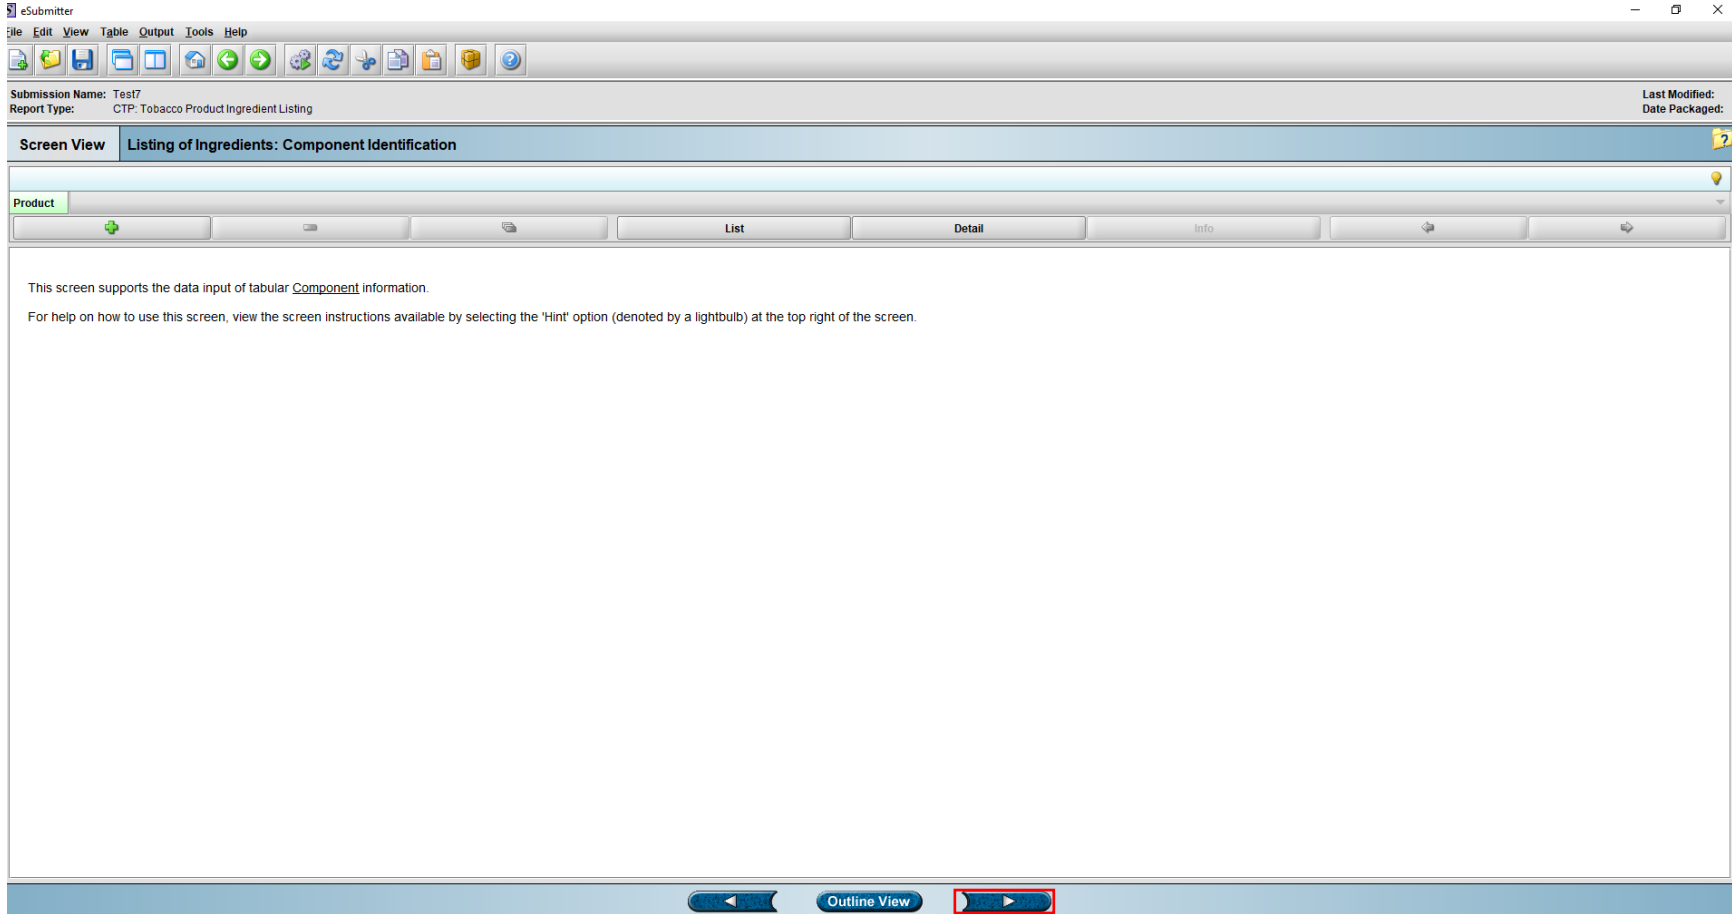 eSubmitter
File Edit View Table Output Tools Help
Submission Name: Test7
Last Modified:
Report Type: CTP: Tobacco Product Ingredient Listing
Date Packaged:
Screen View Listing of Ingredients: Component Identification
Product
List Detail Info
This screen supports the data input of tabular Component information.
For help on how to use this screen, view the screen instructions available by selecting the 'Hint' option (denoted by a lightbulb) at the top right of the screen.
Outline View